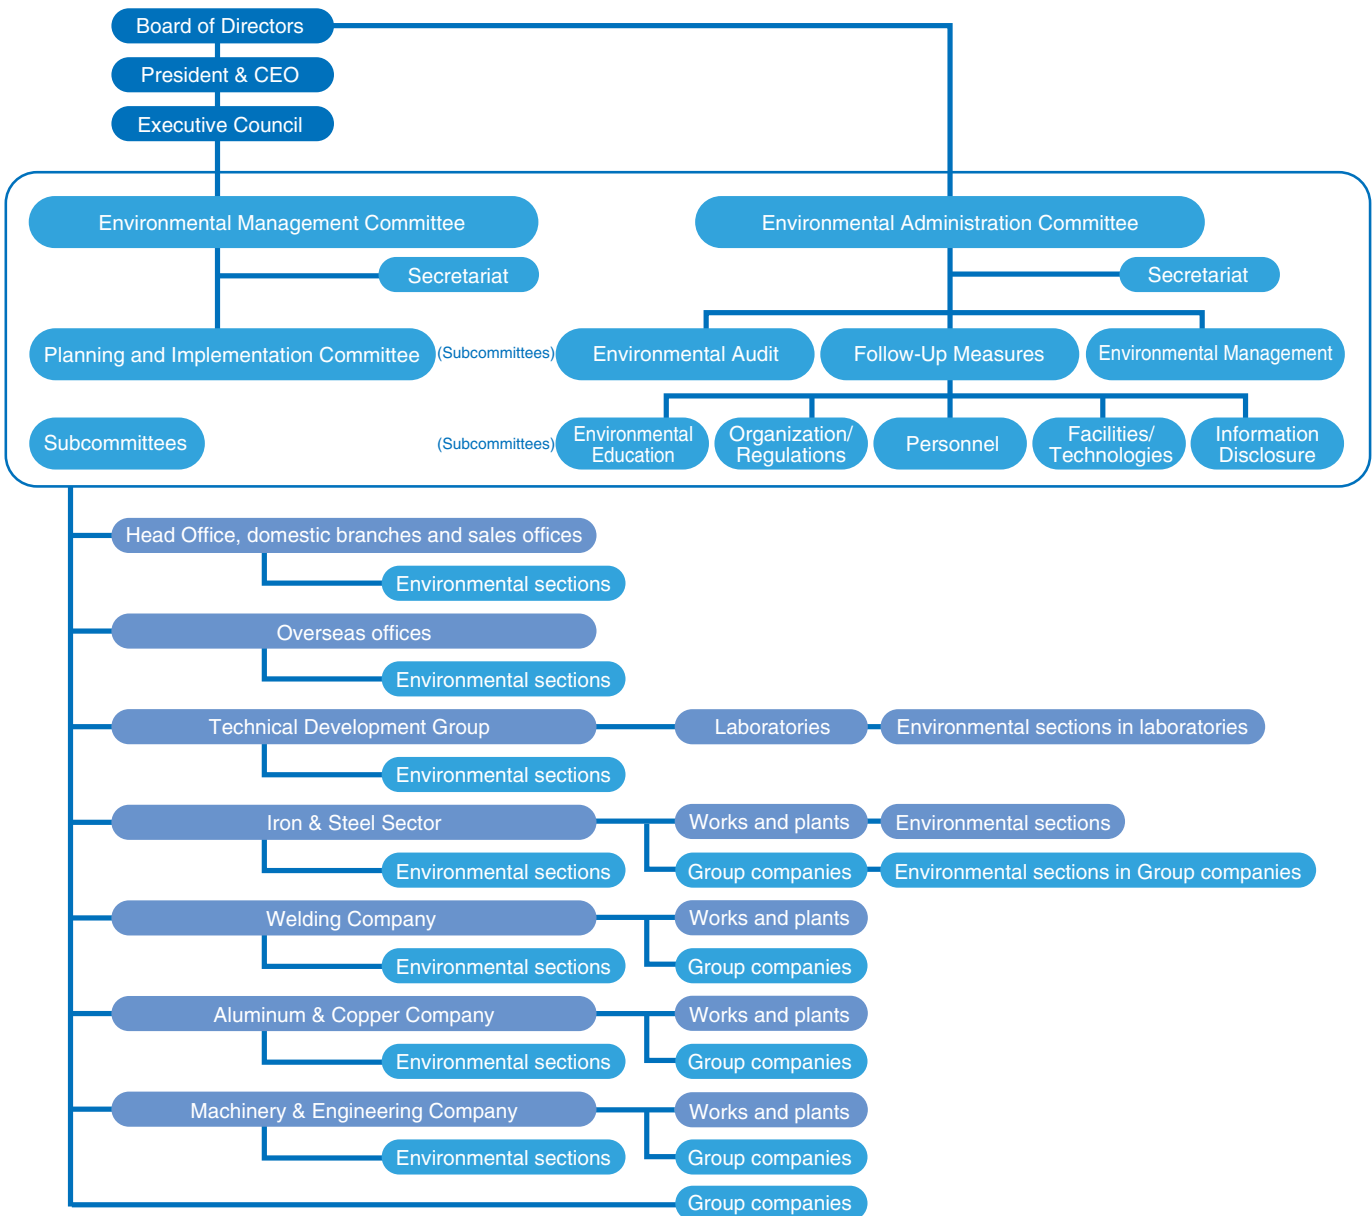 Board of Directors
President & CEO
Executive Council
Environmental Management Committee
Environmental Administration Committee
Secretariat
Secretariat
Planning and Implementation Committee
(Subcommittees)
Environmental Audit
Follow-Up Measures
Environmental Management
Subcommittees
(Subcommittees)
Environmental
Education
Organization/
Regulations
Personnel
Facilities/
Technologies
Information
Disclosure
Head Office, domestic branches and sales offices
Environmental sections
Overseas offices
Environmental sections
Technical Development Group
Laboratories
Environmental sections in laboratories
Environmental sections
Iron & Steel Sector
Works and plants
Environmental sections
Environmental sections
Group companies
Environmental sections in Group companies
Welding Company
Works and plants
Environmental sections
Group companies
Aluminum & Copper Company
Works and plants
Environmental sections
Group companies
Machinery & Engineering Company
Works and plants
Environmental sections
Group companies
Group companies